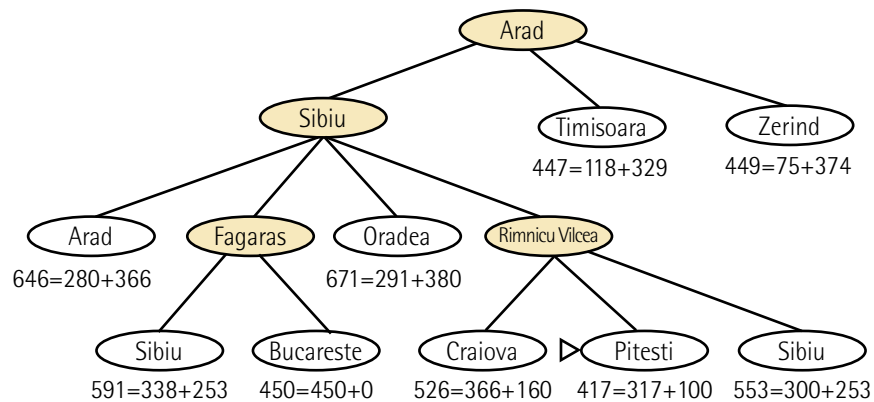 Arad
Sibiu
Timisoara
Zerind
447=118+329
449=75+374
Arad
Fagaras
Oradea
Rimnicu Vilcea
646=280+366
671=291+380
Sibiu
Bucareste
Craiova
Pitesti
Sibiu
591=338+253
450=450+0
526=366+160
417=317+100
553=300+253